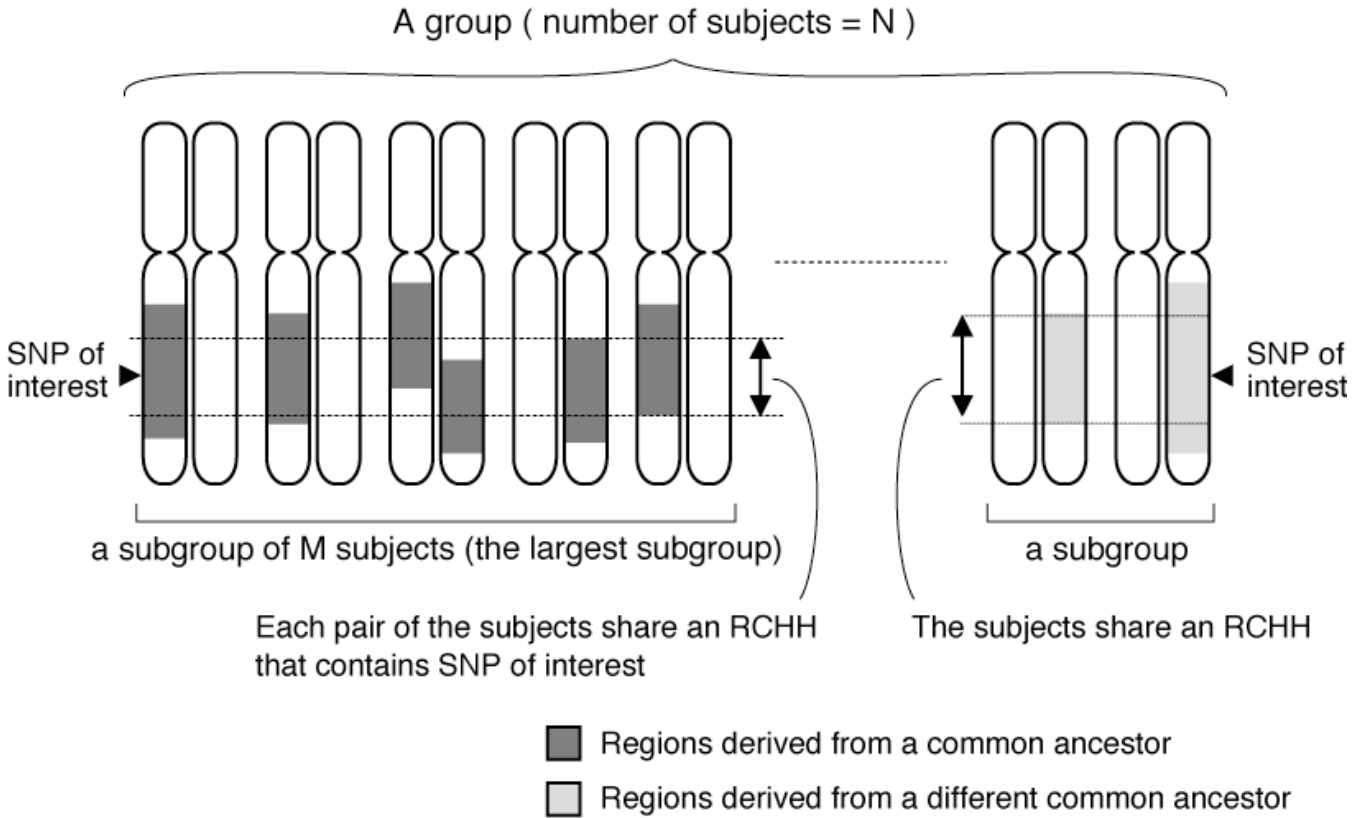 A group ( number of subjects = N )
SNP of
interest
SNP of
interest
a subgroup of M subjects (the largest subgroup)
a subgroup
Each pair of the subjects share an RCHH
that contains SNP of interest
The subjects share an RCHH
Regions derived from a common ancestor
Regions derived from a different common ancestor